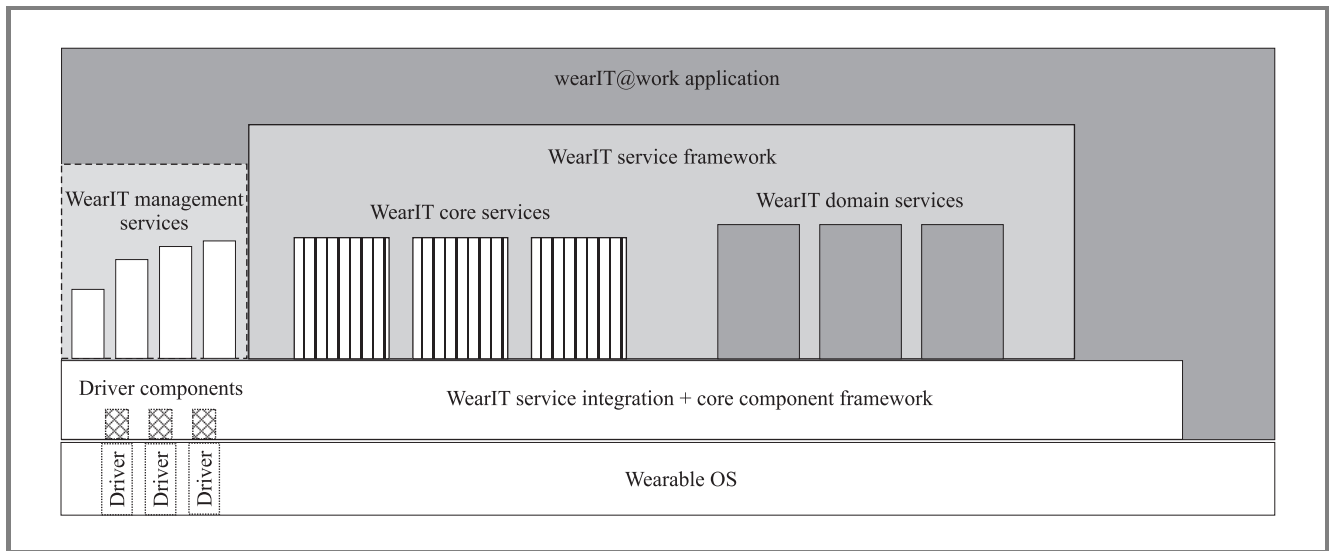 wearIT@work application
WearIT service framework
WearIT management
services
WearIT core services
WearIT domain services
Driver components
WearIT service integration + core component framework
Driver
Driver
Driver
Wearable OS